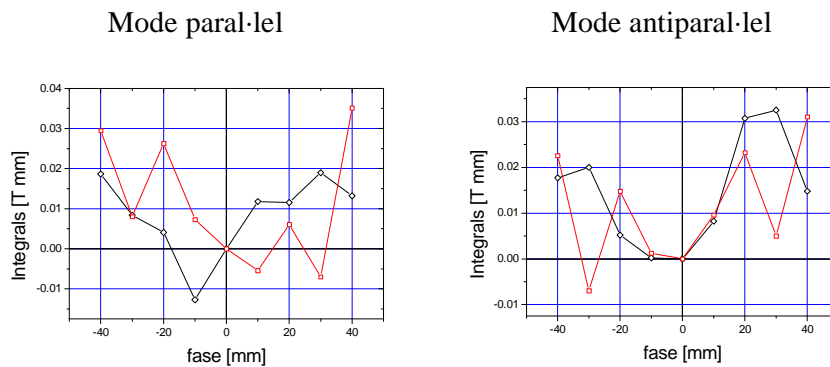 Mode paral·lel
Mode antiparal·lel
0.04
0.03
0.02
0.01
0.00
-0.01
Integrals [T mm]
-40 -20 0 20 40
fase [mm]
0.03
0.02
0.01
0.00
-0.01
Integrals [T mm]
-40 -20 0 20 40
fase [mm]